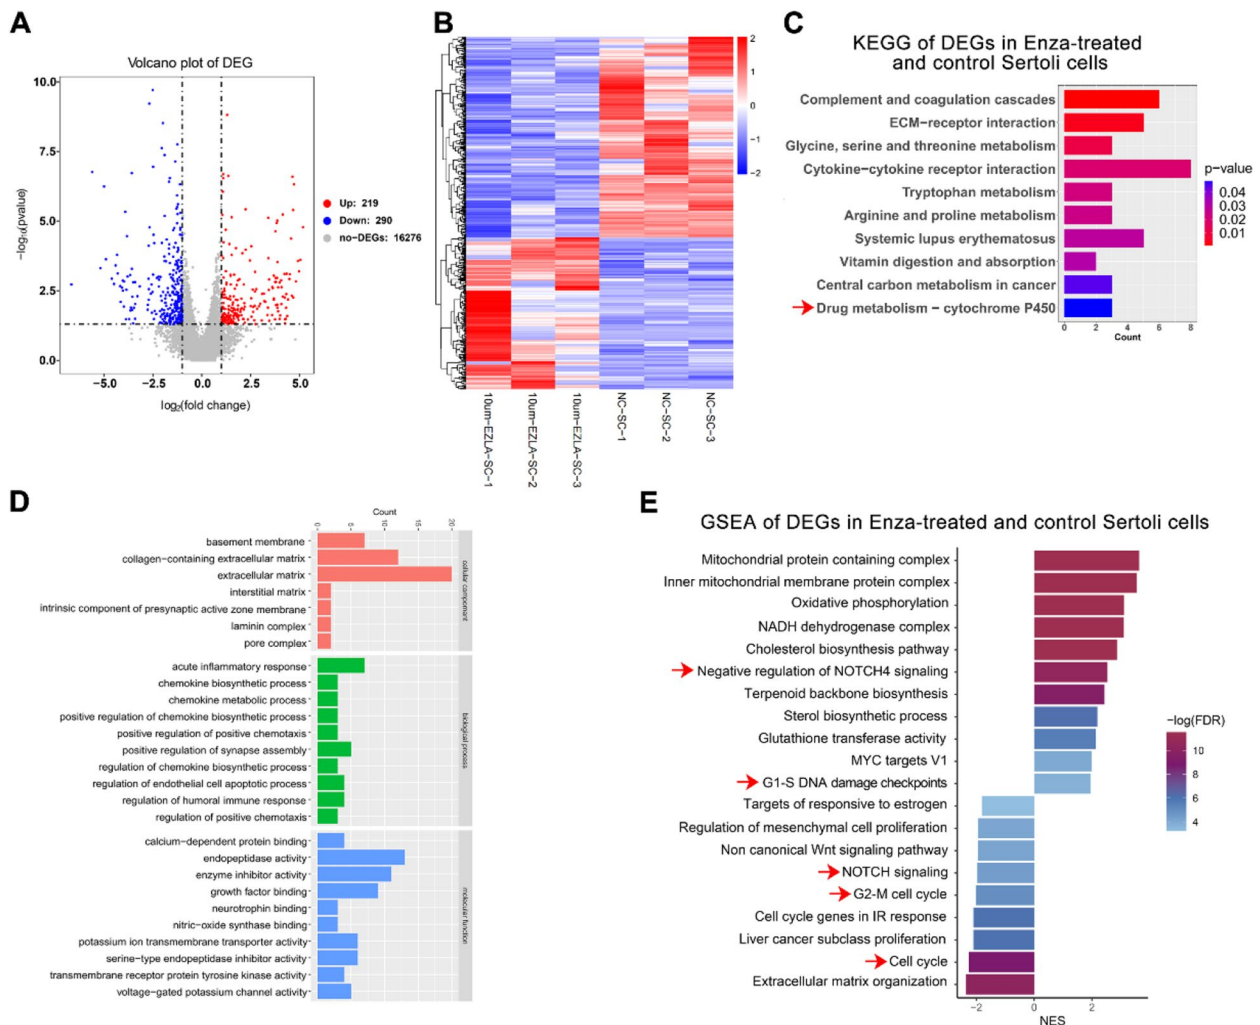 A
Volcano plot of DEG
10.0
7.5
5.0
2.5
0.0
−log₁₀(pvalue)
−5.0 −2.5 0.0 2.5 5.0
log₂(fold change)
Up: 219
Down: 290
no−DEGs: 16276
B
2
1
0
−1
−2
10um−EZLA−SC−1
10um−EZLA−SC−2
10um−EZLA−SC−3
NC−SC−1
NC−SC−2
NC−SC−3
C
KEGG of DEGs in Enza-treated
and control Sertoli cells
Complement and coagulation cascades
ECM−receptor interaction
Glycine, serine and threonine metabolism
Cytokine−cytokine receptor interaction
Tryptophan metabolism
Arginine and proline metabolism
Systemic lupus erythematosus
Vitamin digestion and absorption
Central carbon metabolism in cancer
Drug metabolism − cytochrome P450
0 2 4 6 8
Count
p−value
0.04
0.03
0.02
0.01
D
Count
0 5 10 15 20
basement membrane
collagen−containing extracellular matrix
extracellular matrix
interstitial matrix
intrinsic component of presynaptic active zone membrane
laminin complex
pore complex
cellular component
acute inflammatory response
chemokine biosynthetic process
chemokine metabolic process
positive regulation of chemokine biosynthetic process
positive regulation of positive chemotaxis
positive regulation of synapse assembly
regulation of chemokine biosynthetic process
regulation of endothelial cell apoptotic process
regulation of humoral immune response
regulation of positive chemotaxis
biological process
calcium−dependent protein binding
endopeptidase activity
enzyme inhibitor activity
growth factor binding
neurotrophin binding
nitric−oxide synthase binding
potassium ion transmembrane transporter activity
serine−type endopeptidase inhibitor activity
transmembrane receptor protein tyrosine kinase activity
voltage−gated potassium channel activity
molecular function
E
GSEA of DEGs in Enza-treated and control Sertoli cells
Mitochondrial protein containing complex
Inner mitochondrial membrane protein complex
Oxidative phosphorylation
NADH dehydrogenase complex
Cholesterol biosynthesis pathway
Negative regulation of NOTCH4 signaling
Terpenoid backbone biosynthesis
Sterol biosynthetic process
Glutathione transferase activity
MYC targets V1
G1-S DNA damage checkpoints
Targets of responsive to estrogen
Regulation of mesenchymal cell proliferation
Non canonical Wnt signaling pathway
NOTCH signaling
G2-M cell cycle
Cell cycle genes in IR response
Liver cancer subclass proliferation
Cell cycle
Extracellular matrix organization
−2 0 2
NES
−log(FDR)
10
8
6
4